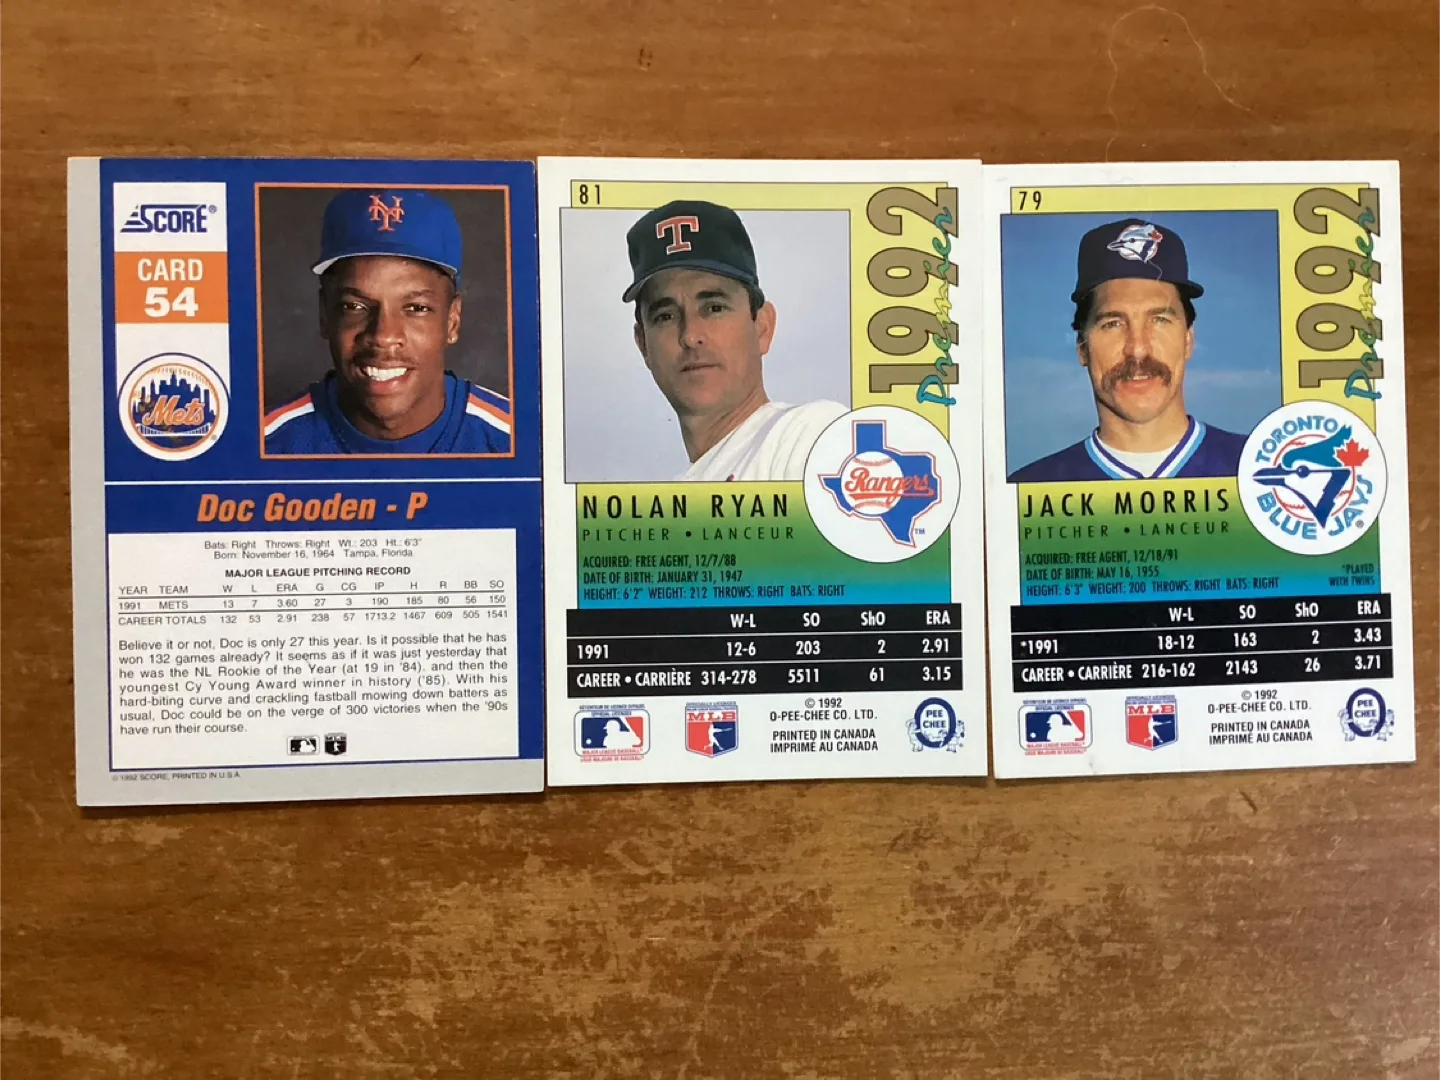 SCORE®
CARD
54
Mets
Doc Gooden - P
Bats: Right Throws: Right Wt.: 203 Ht.: 6'3"
Born: November 16, 1964 Tampa, Florida
MAJOR LEAGUE PITCHING RECORD
YEAR TEAM W L ERA G CG IP H R BB SO
1991 METS 13 7 3.60 27 3 190 185 80 56 150
CAREER TOTALS 132 53 2.91 238 57 1713.2 1467 609 505 1541
Believe it or not, Doc is only 27 this year. Is it possible that he has
won 132 games already? It seems as if it was just yesterday that
he was the NL Rookie of the Year (at 19 in '84). and then the
youngest Cy Young Award winner in history ('85). With his
hard-biting curve and crackling fastball mowing down batters as
usual, Doc could be on the verge of 300 victories when the '90s
have run their course.
© 1992 SCORE, PRINTED IN U.S.A.
81
1992
Premier
T
Rangers
TM
NOLAN RYAN
PITCHER • LANCEUR
ACQUIRED: FREE AGENT, 12/7/88
DATE OF BIRTH: JANUARY 31, 1947
HEIGHT: 6'2" WEIGHT: 212 THROWS: RIGHT BATS: RIGHT
W-L SO ShO ERA
1991 12-6 203 2 2.91
CAREER • CARRIÈRE 314-278 5511 61 3.15
MLB
© 1992
O-PEE-CHEE CO. LTD.
PRINTED IN CANADA
IMPRIMÉ AU CANADA
O PEE CHEE
79
1992
Premier
TORONTO
BLUE JAYS
®
JACK MORRIS
PITCHER • LANCEUR
ACQUIRED: FREE AGENT, 12/18/91
DATE OF BIRTH: MAY 16, 1955
HEIGHT: 6'3" WEIGHT: 200 THROWS: RIGHT BATS: RIGHT
*PLAYED
WITH TWINS
W-L SO ShO ERA
*1991 18-12 163 2 3.43
CAREER • CARRIÈRE 216-162 2143 26 3.71
MLB
© 1992
O-PEE-CHEE CO. LTD.
PRINTED IN CANADA
IMPRIMÉ AU CANADA
O PEE CHEE